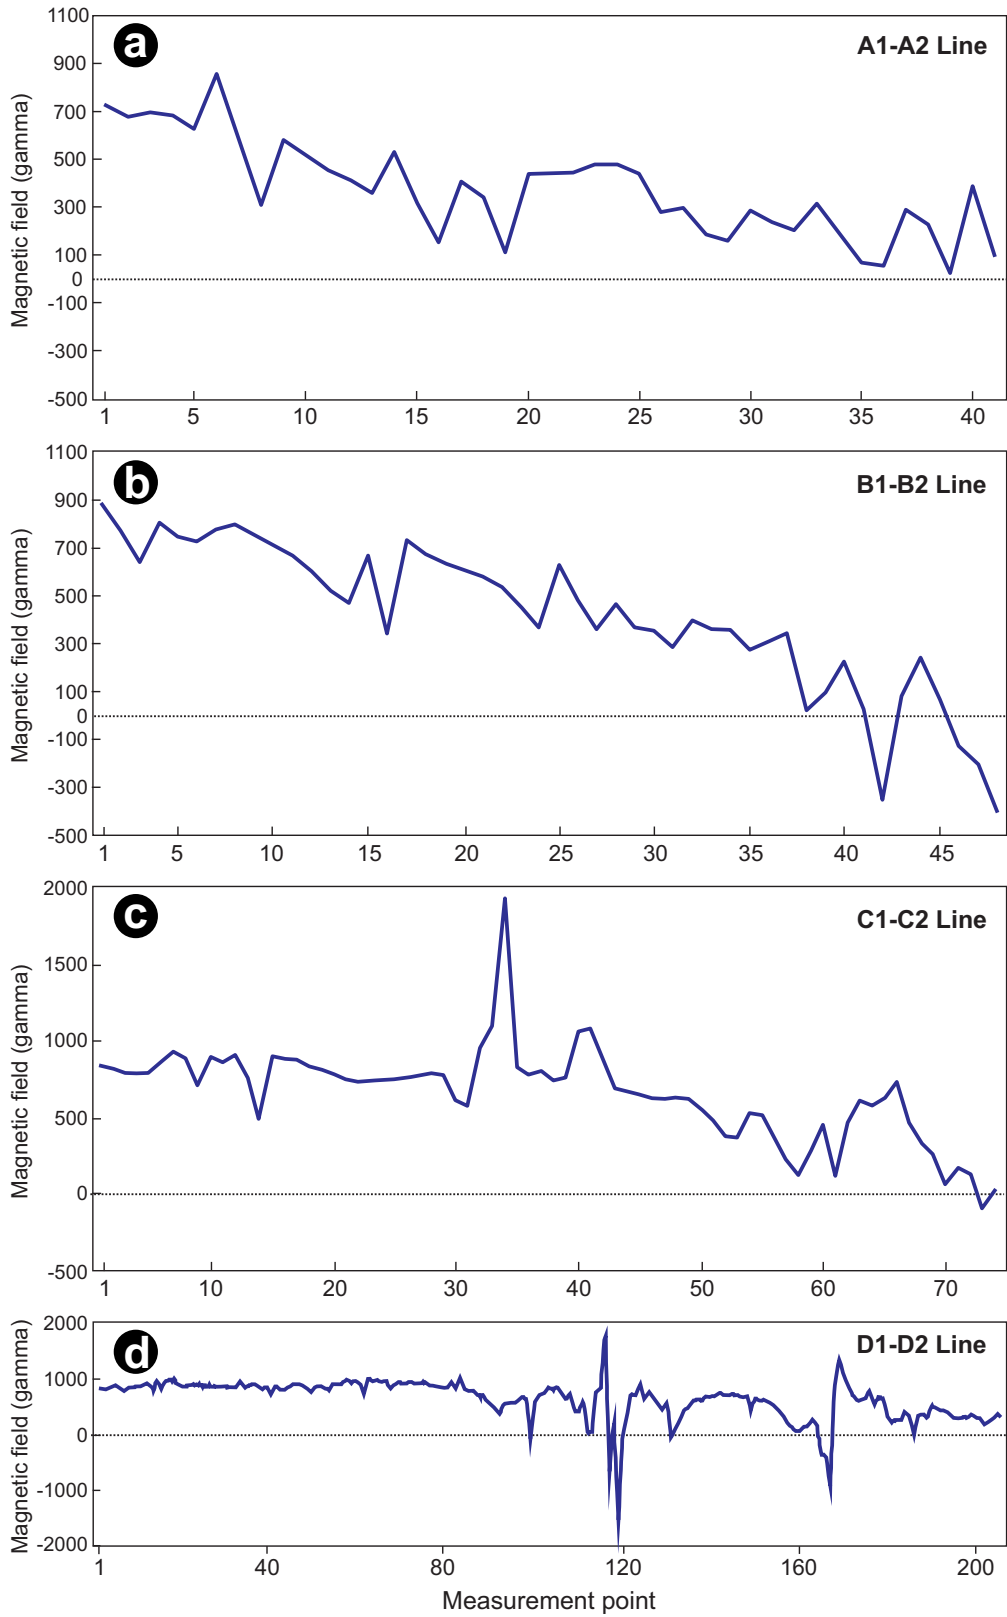 a
A1-A2 Line
Magnetic field (gamma)
1100
900
700
500
300
100
0
-100
-300
-500
1 5 10 15 20 25 30 35 40
b
B1-B2 Line
Magnetic field (gamma)
1100
900
700
500
300
100
0
-100
-300
-500
1 5 10 15 20 25 30 35 40 45
c
C1-C2 Line
Magnetic field (gamma)
2000
1500
1000
500
0
-500
1 10 20 30 40 50 60 70
d
D1-D2 Line
Magnetic field (gamma)
2000
1000
0
-1000
-2000
1 40 80 120 160 200
Measurement point